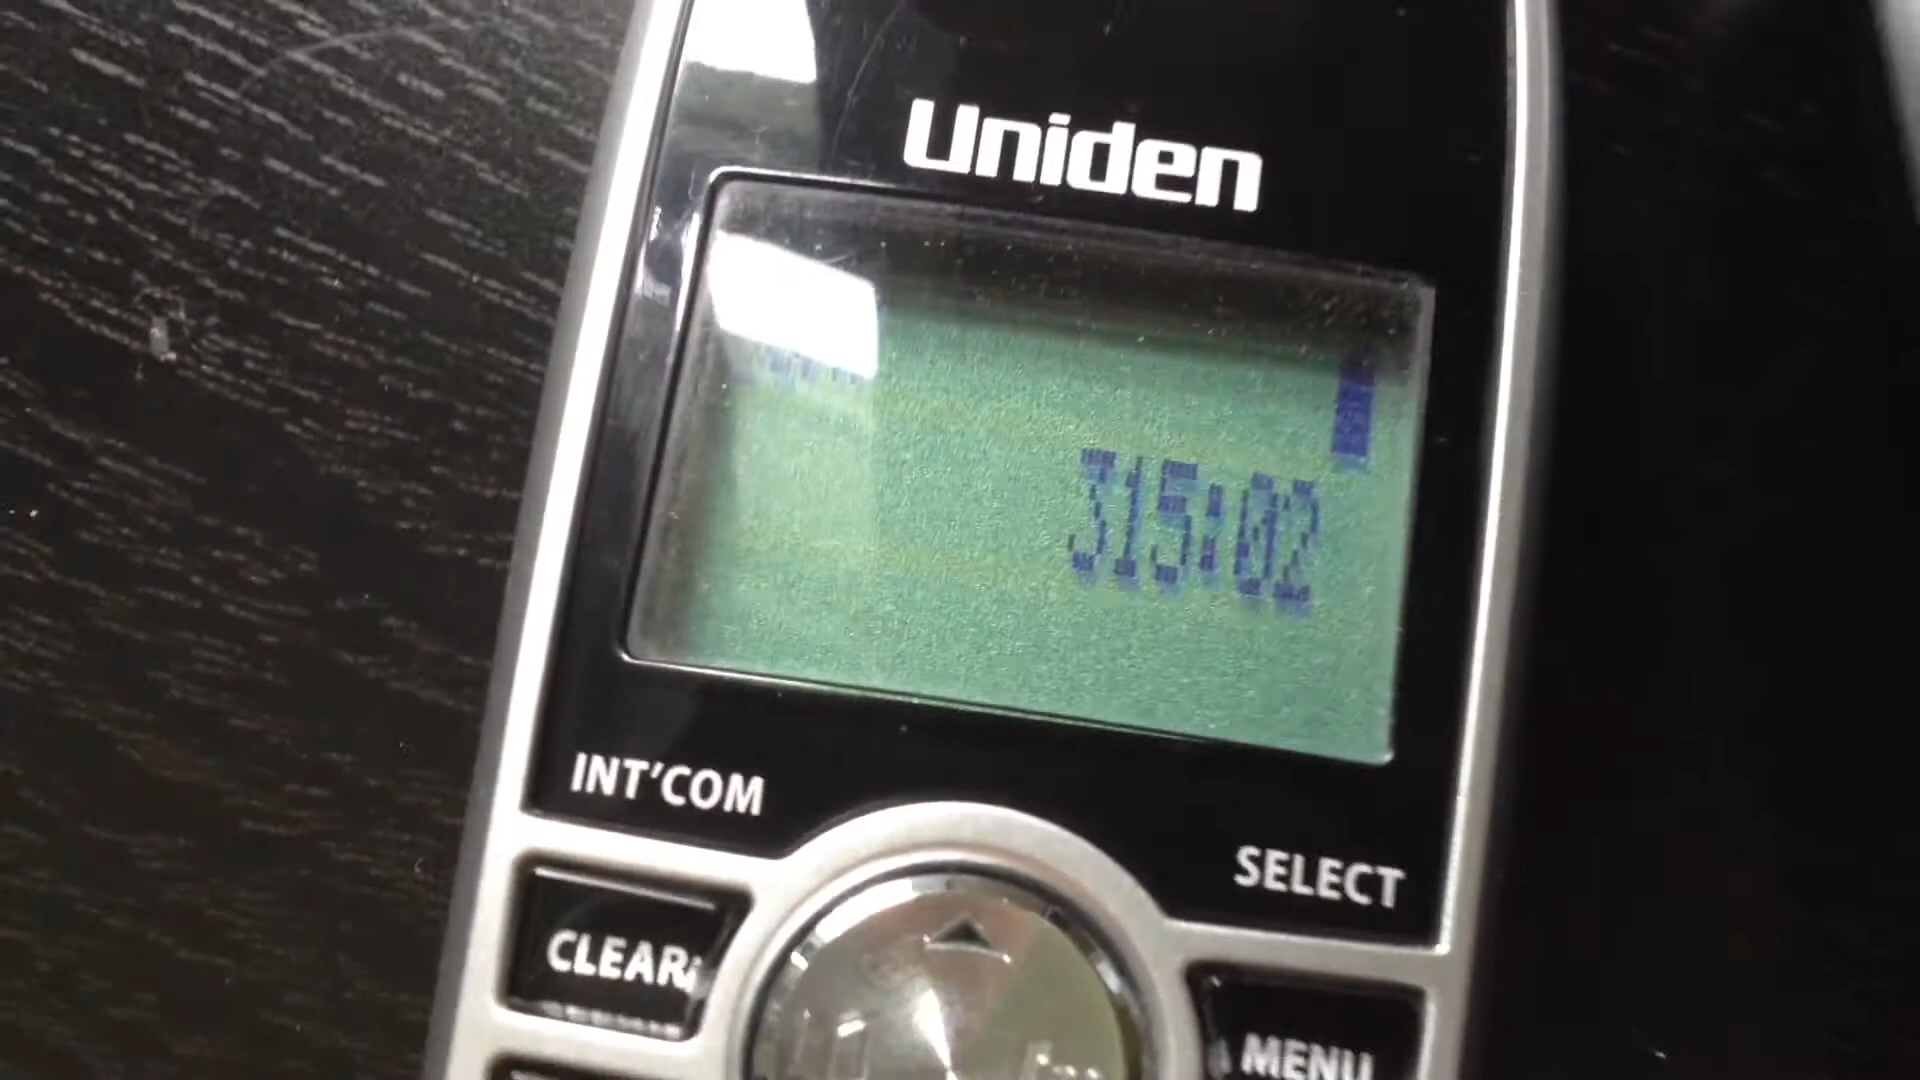 Uniden
315:02
INT'COM
SELECT
CLEAR
MENU